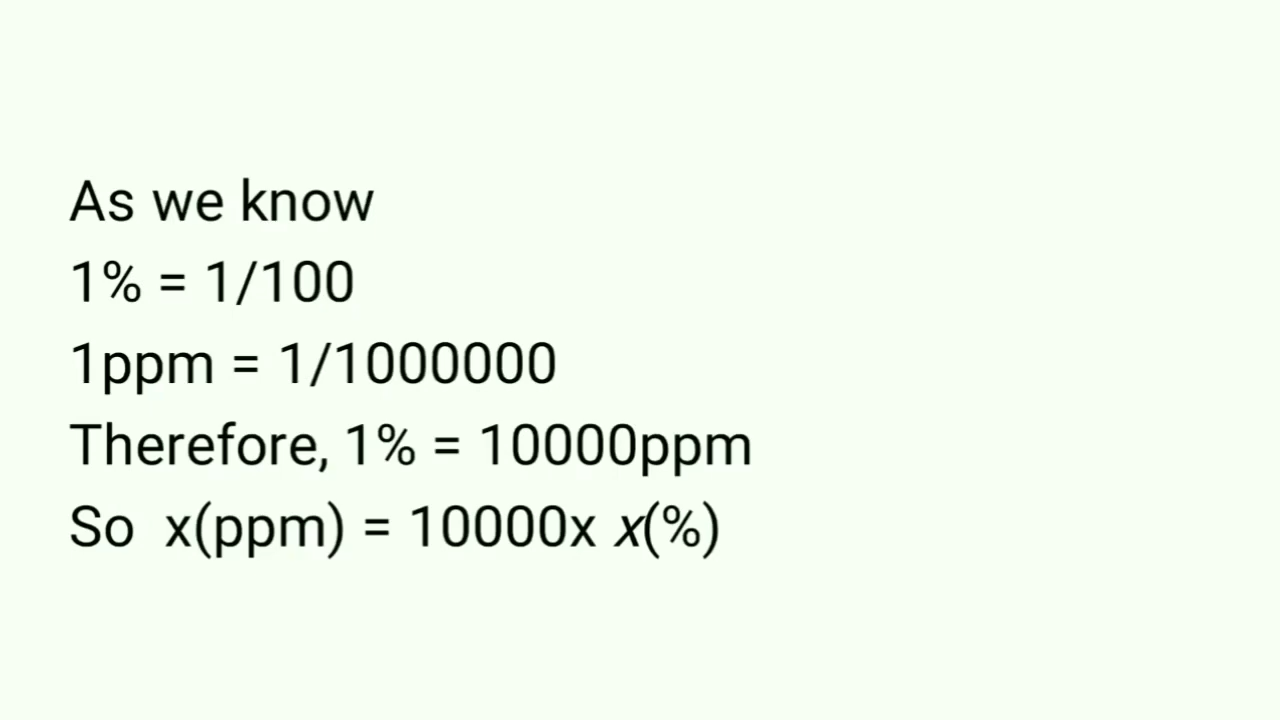 As we know
1% = 1/100
1ppm = 1/1000000
Therefore, 1% = 10000ppm
So  x(ppm) = 10000x x(%)